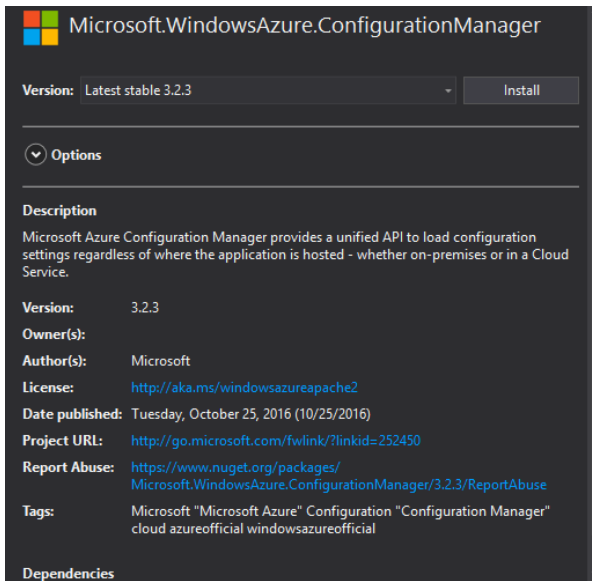 Microsoft.WindowsAzure.ConfigurationManager
Version: Latest stable 3.2.3 Install
Options
Description
Microsoft Azure Configuration Manager provides a unified API to load configuration
settings regardless of where the application is hosted - whether on-premises or in a Cloud
Service.
Version: 3.2.3
Owner(s):
Author(s): Microsoft
License: http://aka.ms/windowsazureapache2
Date published: Tuesday, October 25, 2016 (10/25/2016)
Project URL: http://go.microsoft.com/fwlink/?linkid=252450
Report Abuse: https://www.nuget.org/packages/
Microsoft.WindowsAzure.ConfigurationManager/3.2.3/ReportAbuse
Tags: Microsoft "Microsoft Azure" Configuration "Configuration Manager"
cloud azureofficial windowsazureofficial
Dependencies